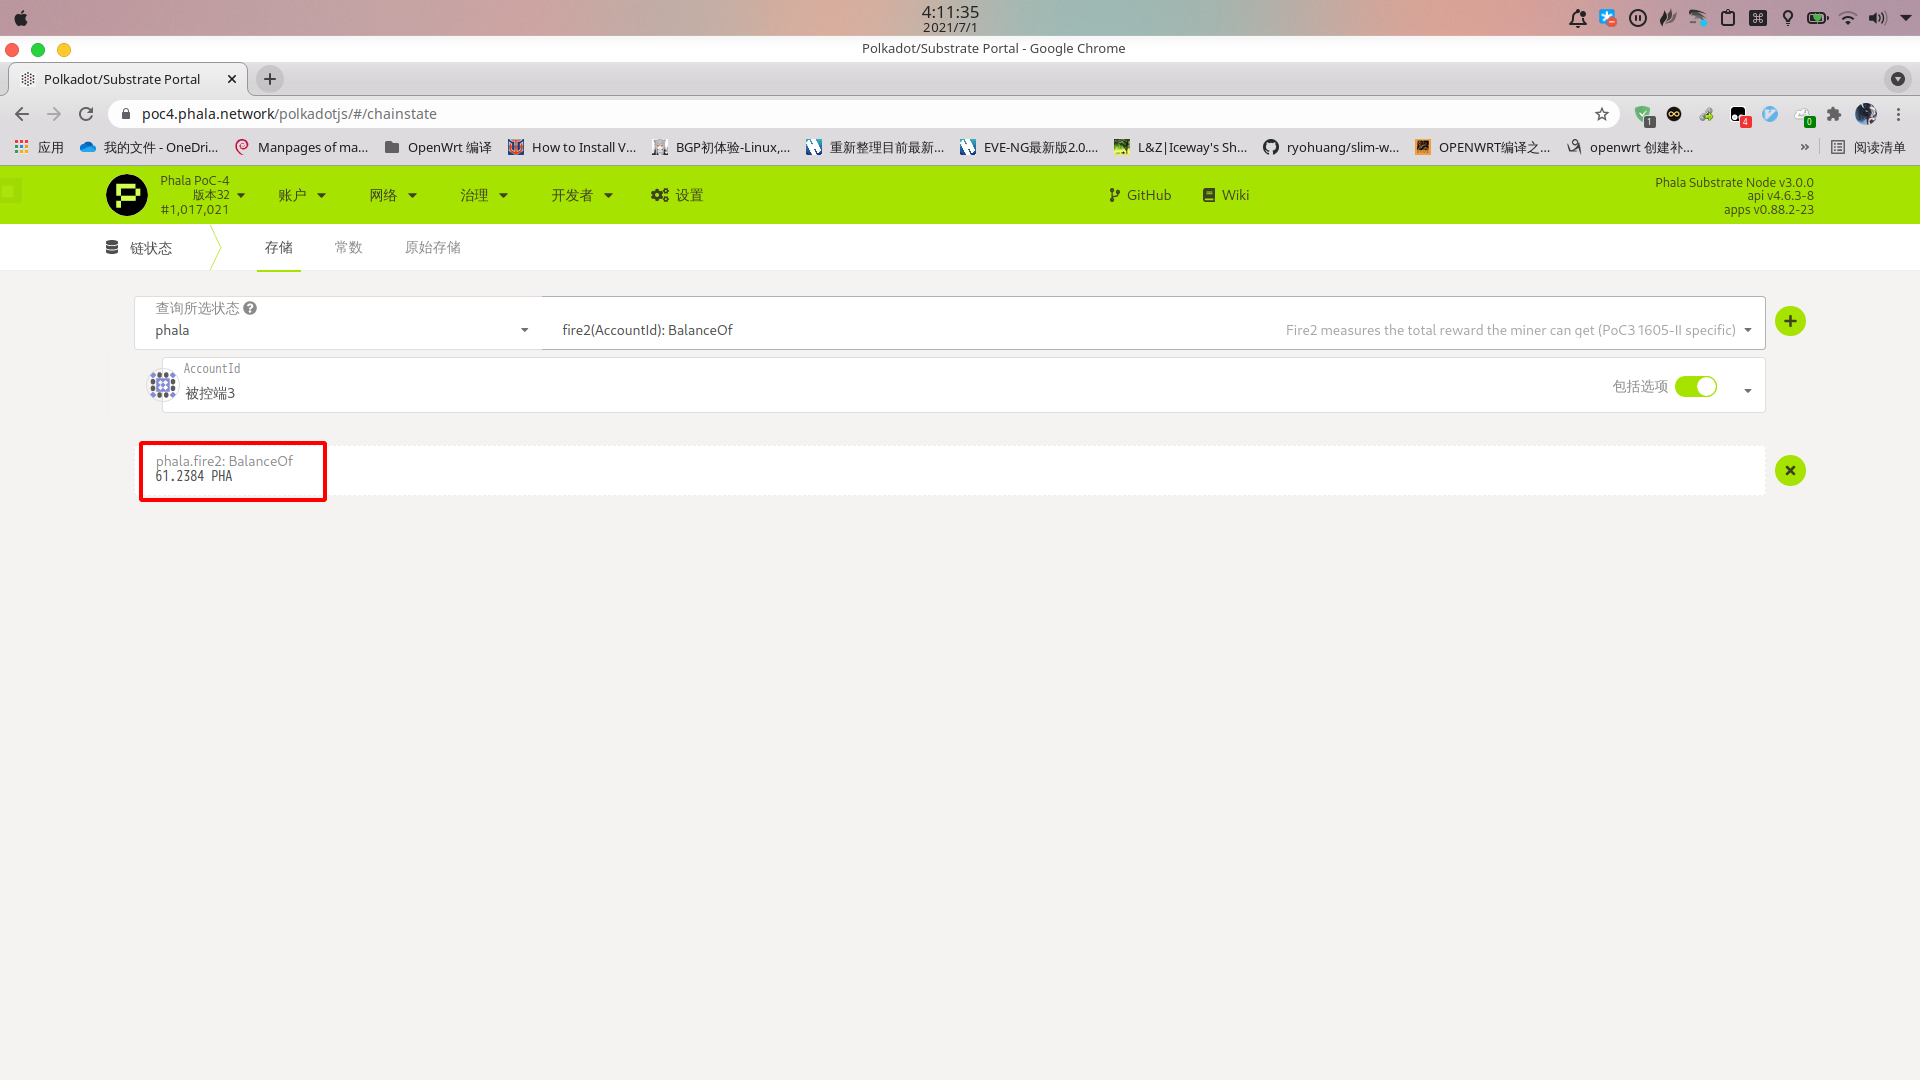 4:11:35
2021/7/1
Polkadot/Substrate Portal - Google Chrome
Polkadot/Substrate Portal
poc4.phala.network/polkadotjs/#/chainstate
1
4
0
应用
我的文件 - OneDri...
Manpages of ma...
OpenWrt 编译
How to Install V...
BGP初体验-Linux,...
重新整理目前最新...
EVE-NG最新版2.0....
L&Z|Iceway's Sh...
ryohuang/slim-w...
OPENWRT编译之...
openwrt 创建补...
»
阅读清单
Phala PoC-4
版本32
#1,017,021
账户
网络
治理
开发者
设置
GitHub
Wiki
Phala Substrate Node v3.0.0
api v4.6.3-8
apps v0.88.2-23
链状态
存储
常数
原始存储
查询所选状态
phala
fire2(AccountId): BalanceOf
Fire2 measures the total reward the miner can get (PoC3 1605-II specific)
AccountId
被控端3
包括选项
phala.fire2: BalanceOf
61.2384 PHA